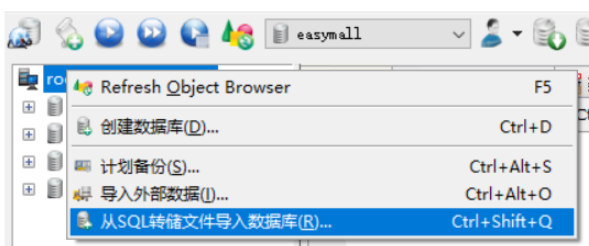 easymall
ro
Refresh Object Browser F5
创建数据库(D)... Ctrl+D
计划备份(S)... Ctrl+Alt+S
导入外部数据(I)... Ctrl+Alt+O
从SQL转储文件导入数据库(R)... Ctrl+Shift+Q